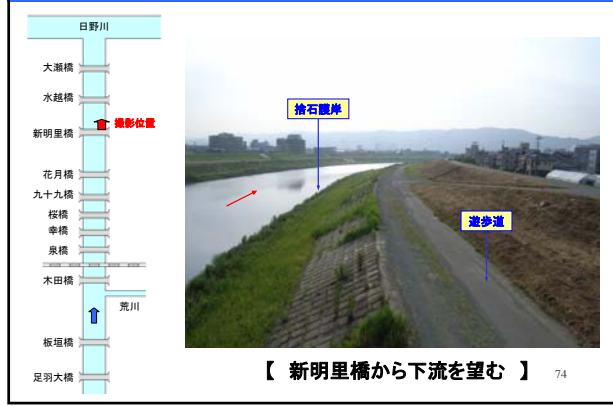 日野川
大瀬橋
水越橋
撮影位置
新明里橋
花月橋
九十九橋
桜橋
幸橋
泉橋
木田橋
荒川
板垣橋
足羽大橋
捨石護岸
遊歩道
【 新明里橋から下流を望む 】
74